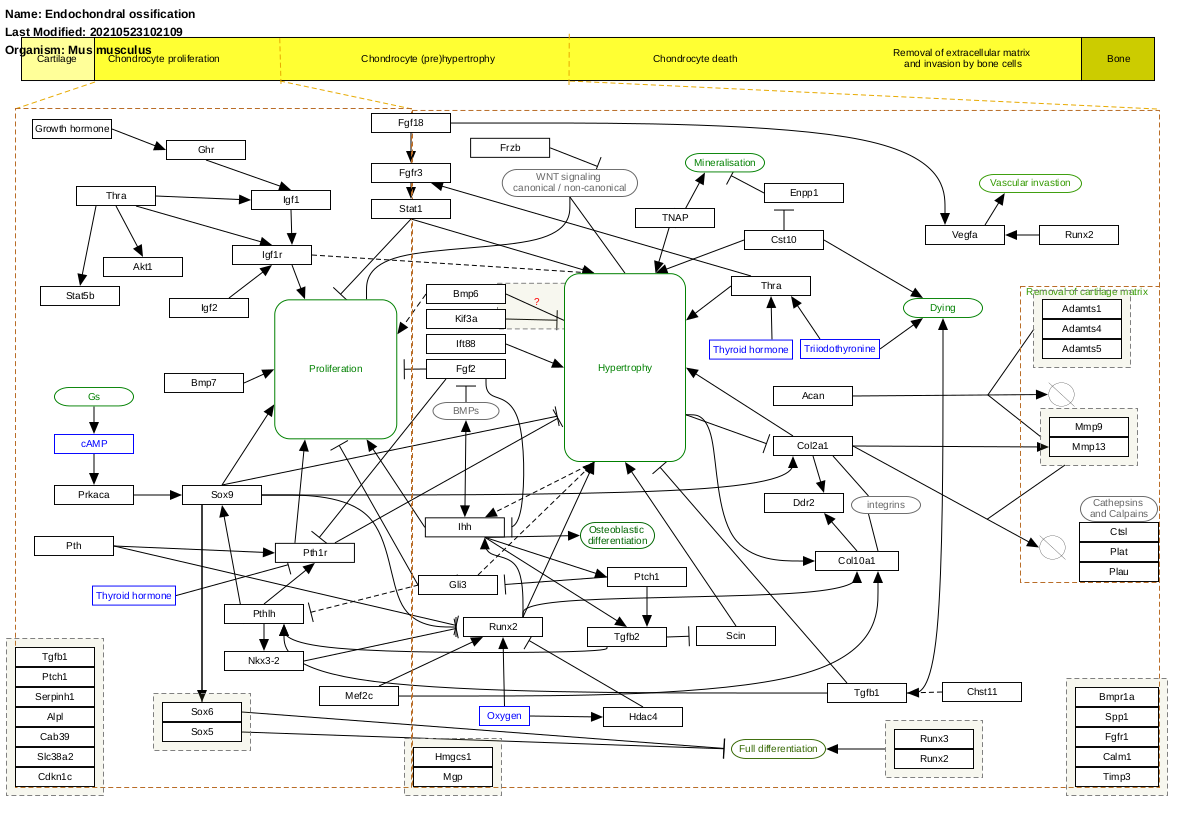 Name: Endochondral ossification
Last Modified: 20210523102109
Organism: Mus musculus
Cartilage
Chondrocyte proliferation
Chondrocyte (pre)hypertrophy
Chondrocyte death
Removal of extracellular matrix
and invasion by bone cells
Bone
Growth hormone
Ghr
Thra
Igf1
Igf1r
Akt1
Stat5b
Igf2
Fgf18
Fgfr3
Stat1
Frzb
WNT signaling
canonical / non-canonical
Mineralisation
Enpp1
TNAP
Cst10
Vascular invastion
Vegfa
Runx2
Bmp6
?
Kif3a
Ift88
Fgf2
BMPs
Proliferation
Hypertrophy
Thra
Thyroid hormone
Triiodothyronine
Dying
Removal of cartilage matrix
Adamts1
Adamts4
Adamts5
Bmp7
Gs
cAMP
Prkaca
Sox9
Acan
Mmp9
Mmp13
Col2a1
Ddr2
integrins
Cathepsins
and Calpains
Ctsl
Plat
Plau
Pth
Pth1r
Ihh
Osteoblastic
differentiation
Col10a1
Thyroid hormone
Gli3
Ptch1
Pthlh
Runx2
Tgfb2
Scin
Nkx3-2
Mef2c
Oxygen
Hdac4
Tgfb1
Chst11
Tgfb1
Ptch1
Serpinh1
Alpl
Cab39
Slc38a2
Cdkn1c
Sox6
Sox5
Hmgcs1
Mgp
Full differentiation
Runx3
Runx2
Bmpr1a
Spp1
Fgfr1
Calm1
Timp3